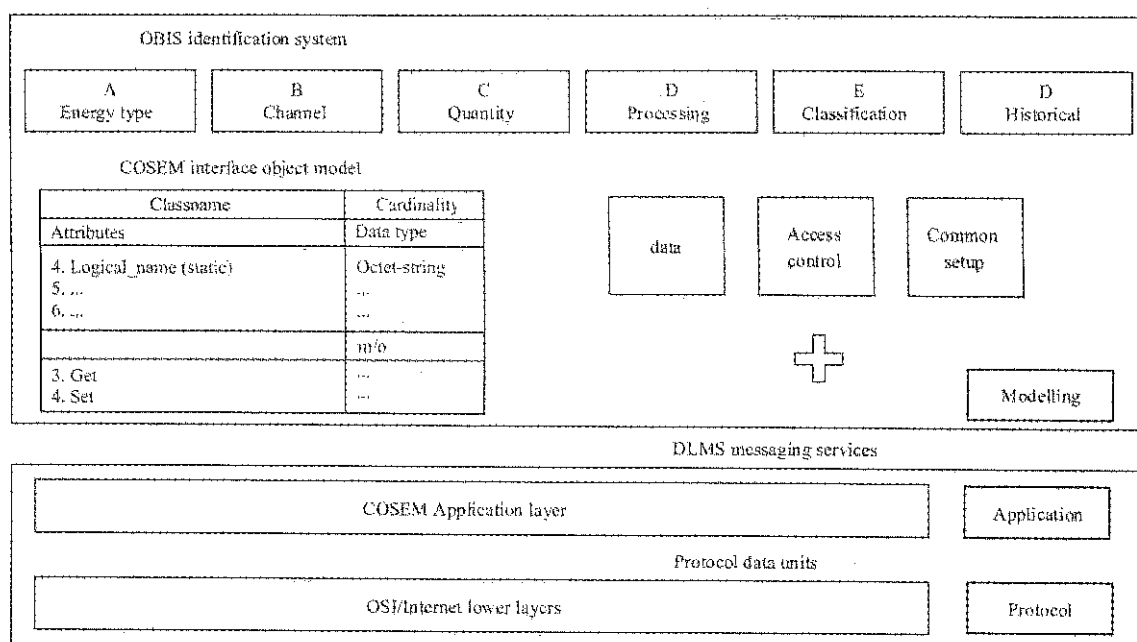 OBIS identification system
A
Energy type
B
Channel
C
Quantity
D
Processing
E
Classification
D
Historical
COSEM interface object model
Classname Cardinality
Attributes Data type
4. Logical_name (static) Octet-string
5. ... ...
6. ... ...
m/o
3. Get ...
4. Set ...
data
Access
control
Common
setup
Modelling
DLMS messaging services
COSEM Application layer
Application
Protocol data units
OSI/Internet lower layers
Protocol